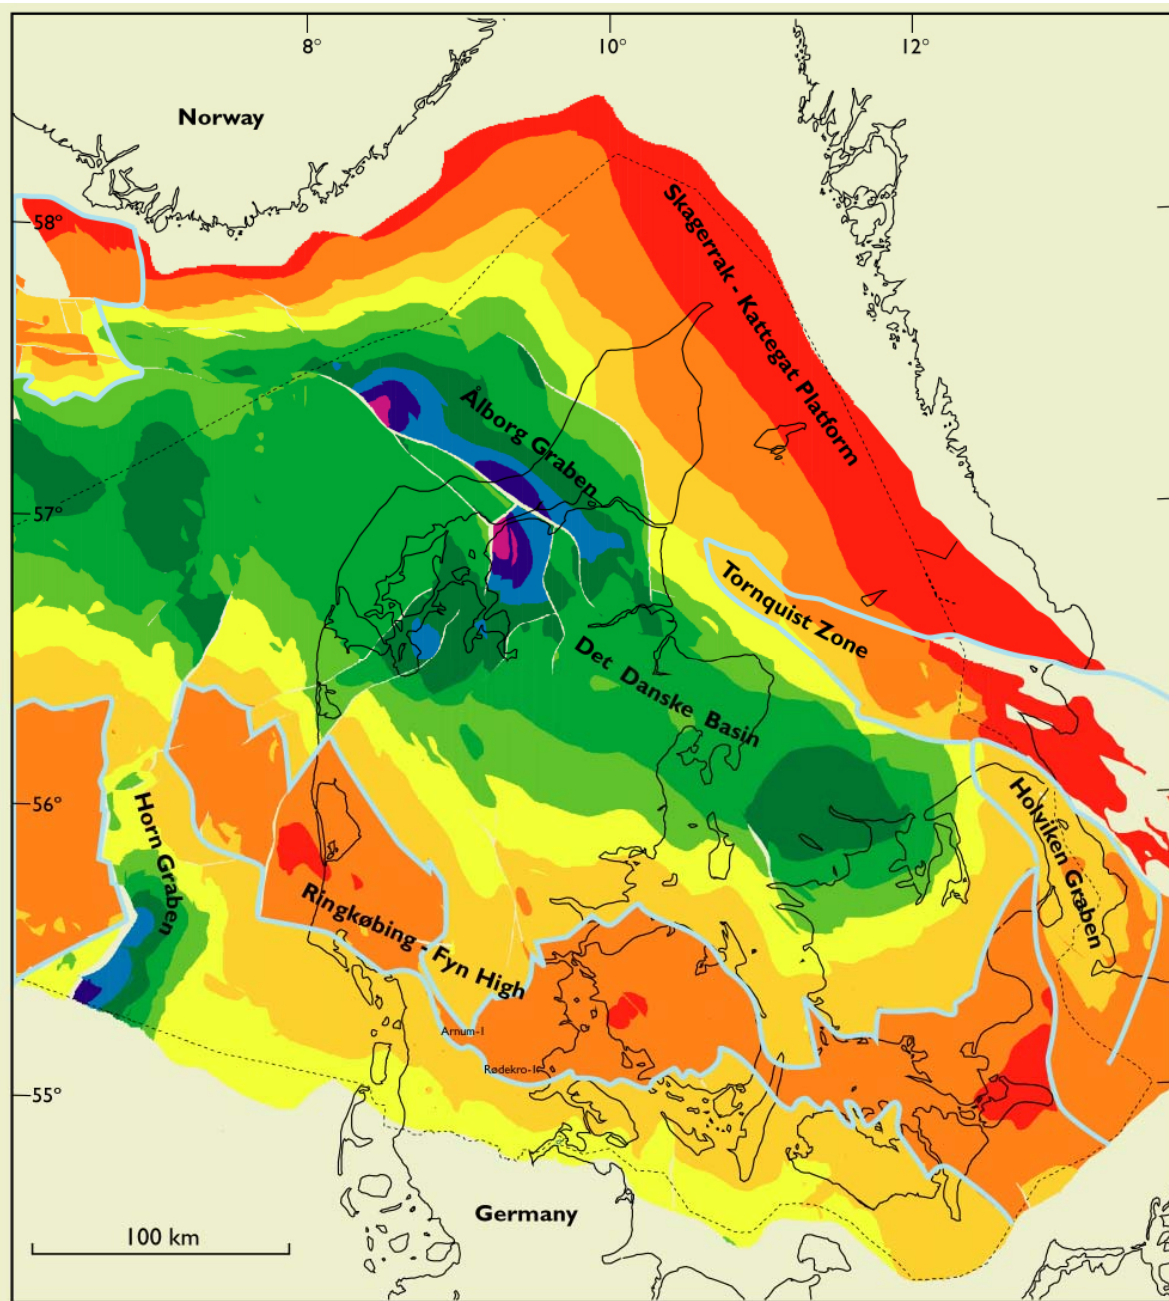 8°
10°
12°
Norway
58°
Skagerrak - Kattegat Platform
Ålborg Graben
57°
Tornquist Zone
Det Danske Basin
56°
Horn Graben
Holviken Graben
Ringkøbing - Fyn High
Arnum-1
Rødekro-1
55°
Germany
100 km